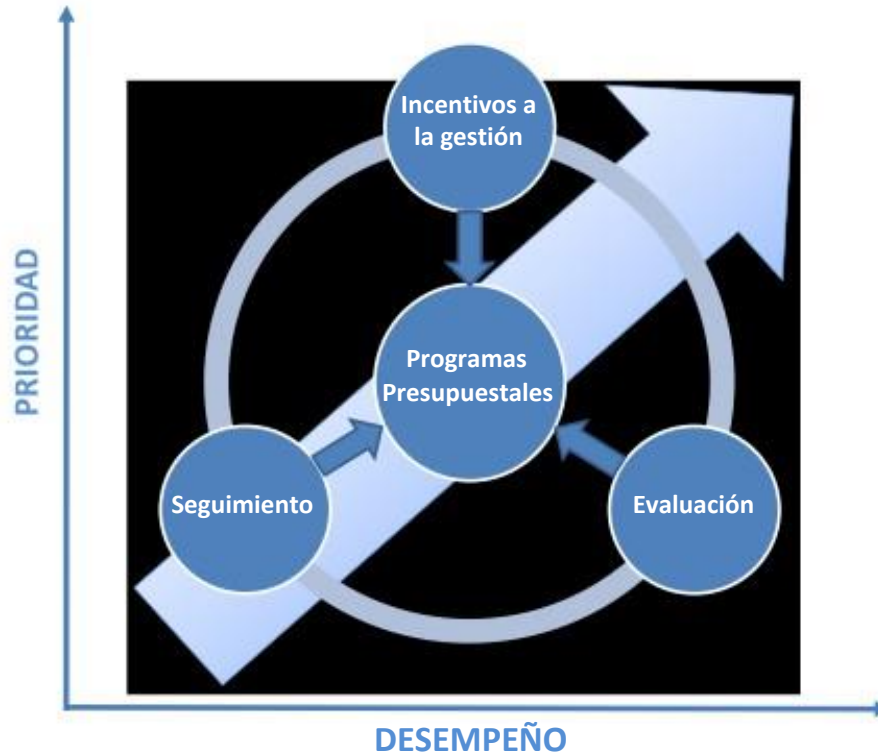 Incentivos a
la gestión
PRIORIDAD
Programas
Presupuestales
Seguimiento
Evaluación
DESEMPEÑO